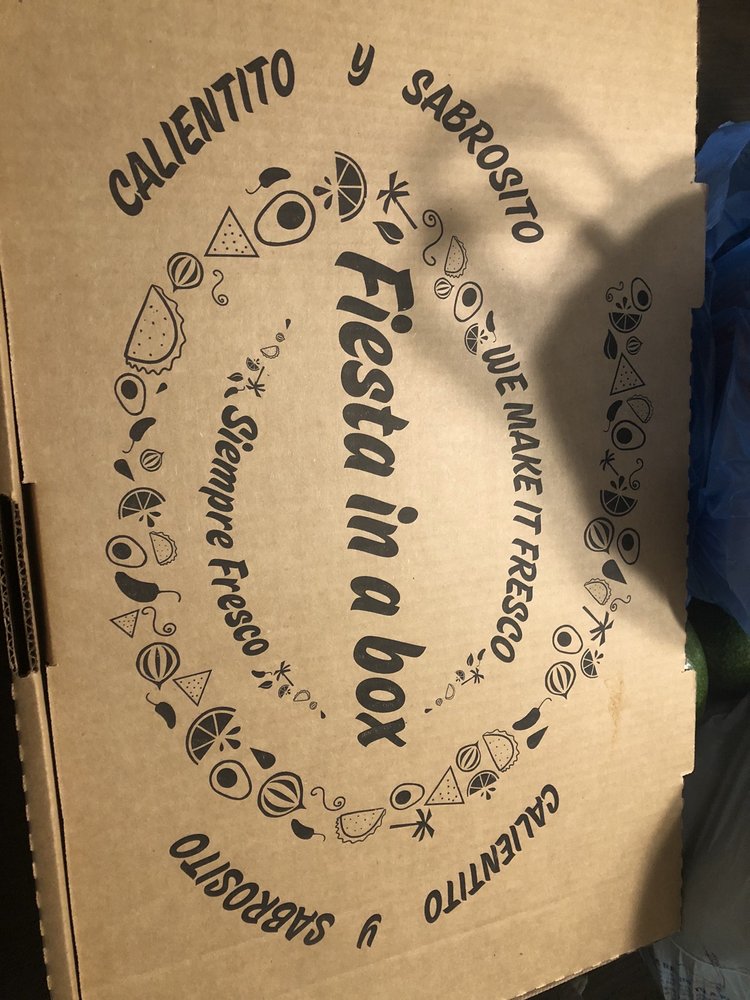 CALIENTITO y SABROSITO
WE MAKE IT FRESCO
Fiesta in a box
Siempre Fresco
CALIENTITO y SABROSITO